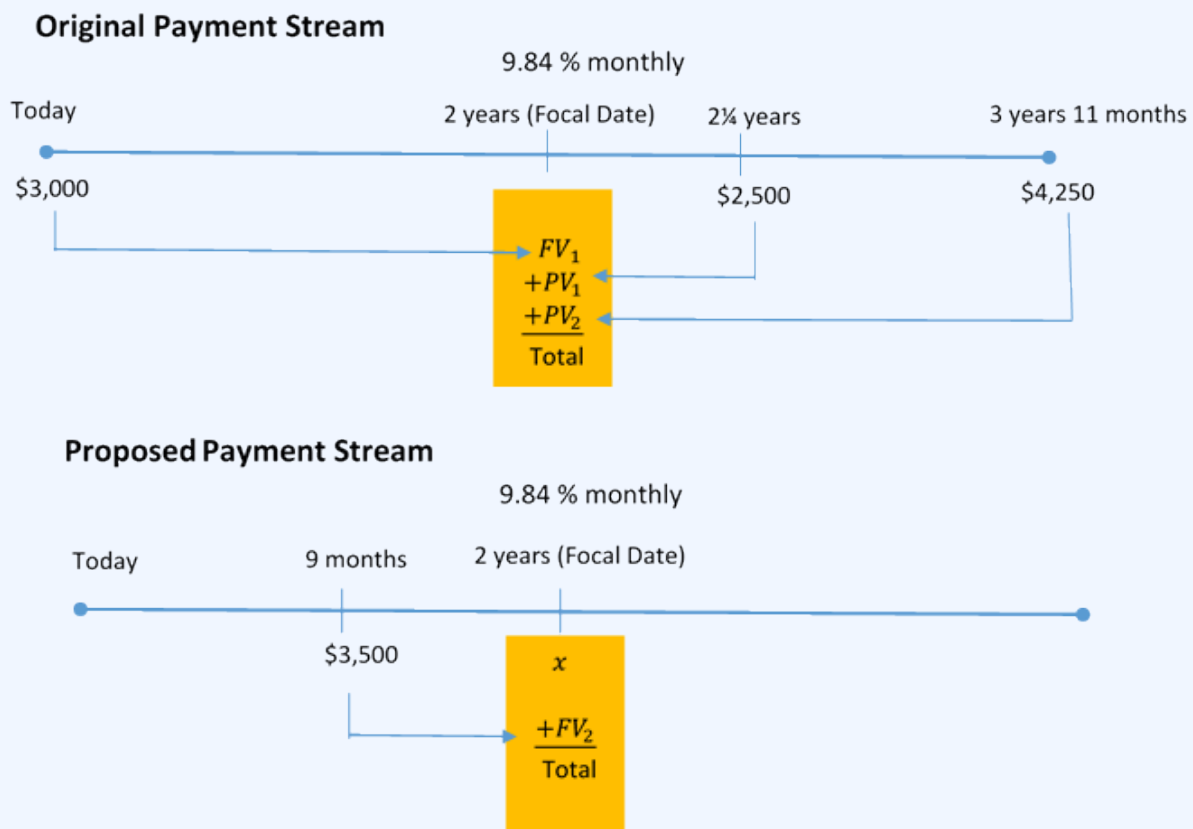 Original Payment Stream
9.84 % monthly
Today
2 years (Focal Date)
2¼ years
3 years 11 months
$3,000
$2,500
$4,250
FV₁
+PV₁
+PV₂
Total
Proposed Payment Stream
9.84 % monthly
Today
9 months
2 years (Focal Date)
$3,500
x
+FV₂
Total